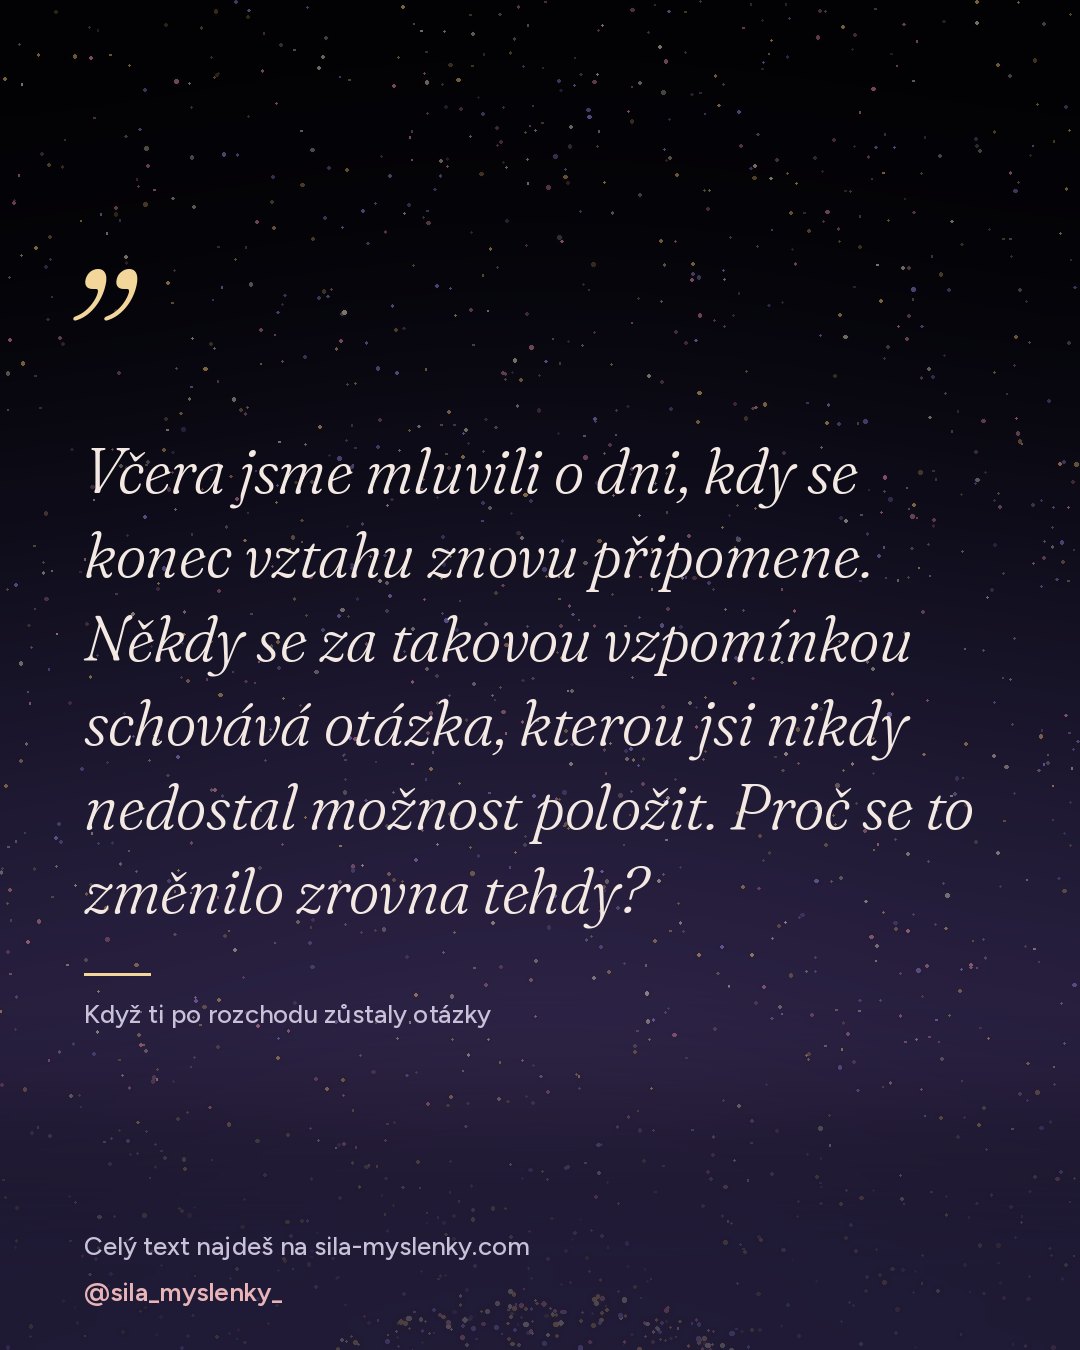 ”
Včera jsme mluvili o dni, kdy se
konec vztahu znovu připomene.
Někdy se za takovou vzpomínkou
schovává otázka, kterou jsi nikdy
nedostal možnost položit. Proč se to
změnilo zrovna tehdy?
Když ti po rozchodu zůstaly otázky
Celý text najdeš na sila-myslenky.com
@sila_myslenky_